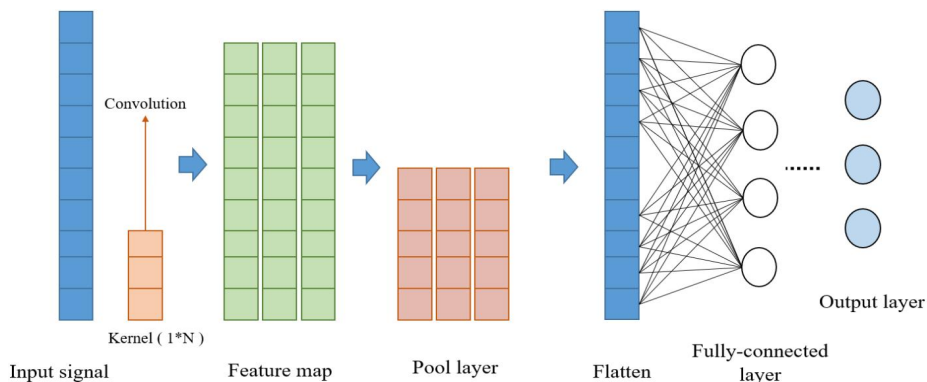 Convolution
Kernel ( 1*N )
Input signal
Feature map
Pool layer
Flatten
Fully-connected
layer
Output layer